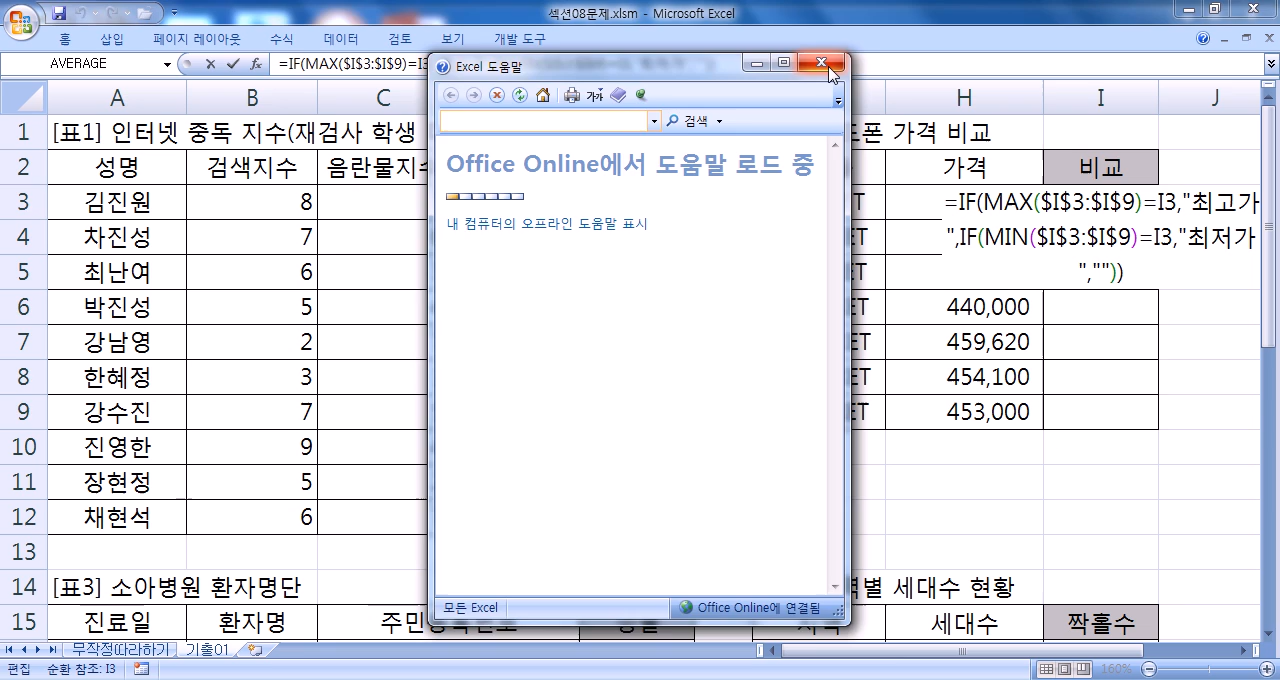 섹션08문제.xlsm - Microsoft Excel
홈 삽입 페이지 레이아웃 수식 데이터 검토 보기 개발 도구
AVERAGE fx =IF(MAX($I$3:$I$9)=I3
Excel 도움말
가가
검색
Office Online에서 도움말 로드 중
내 컴퓨터의 오프라인 도움말 표시
모든 Excel Office Online에 연결됨
A B C H I J
1 [표1] 인터넷 중독 지수(재검사 학생 폰 가격 비교
2 성명 검색지수 음란물지수 가격 비교
3 김진원 8 T =IF(MAX($I$3:$I$9)=I3,"최고가
4 차진성 7 ET ",IF(MIN($I$3:$I$9)=I3,"최저가
5 최난여 6 ET ",""))
6 박진성 5 ET 440,000
7 강남영 2 ET 459,620
8 한혜정 3 ET 454,100
9 강수진 7 ET 453,000
10 진영한 9
11 장현정 5
12 채현석 6
13
14 [표3] 소아병원 환자명단 별 세대수 현황
15 진료일 환자명 세대수 짝홀수
무작정따라하기 기출01
편집 순환 참조: I3 160%